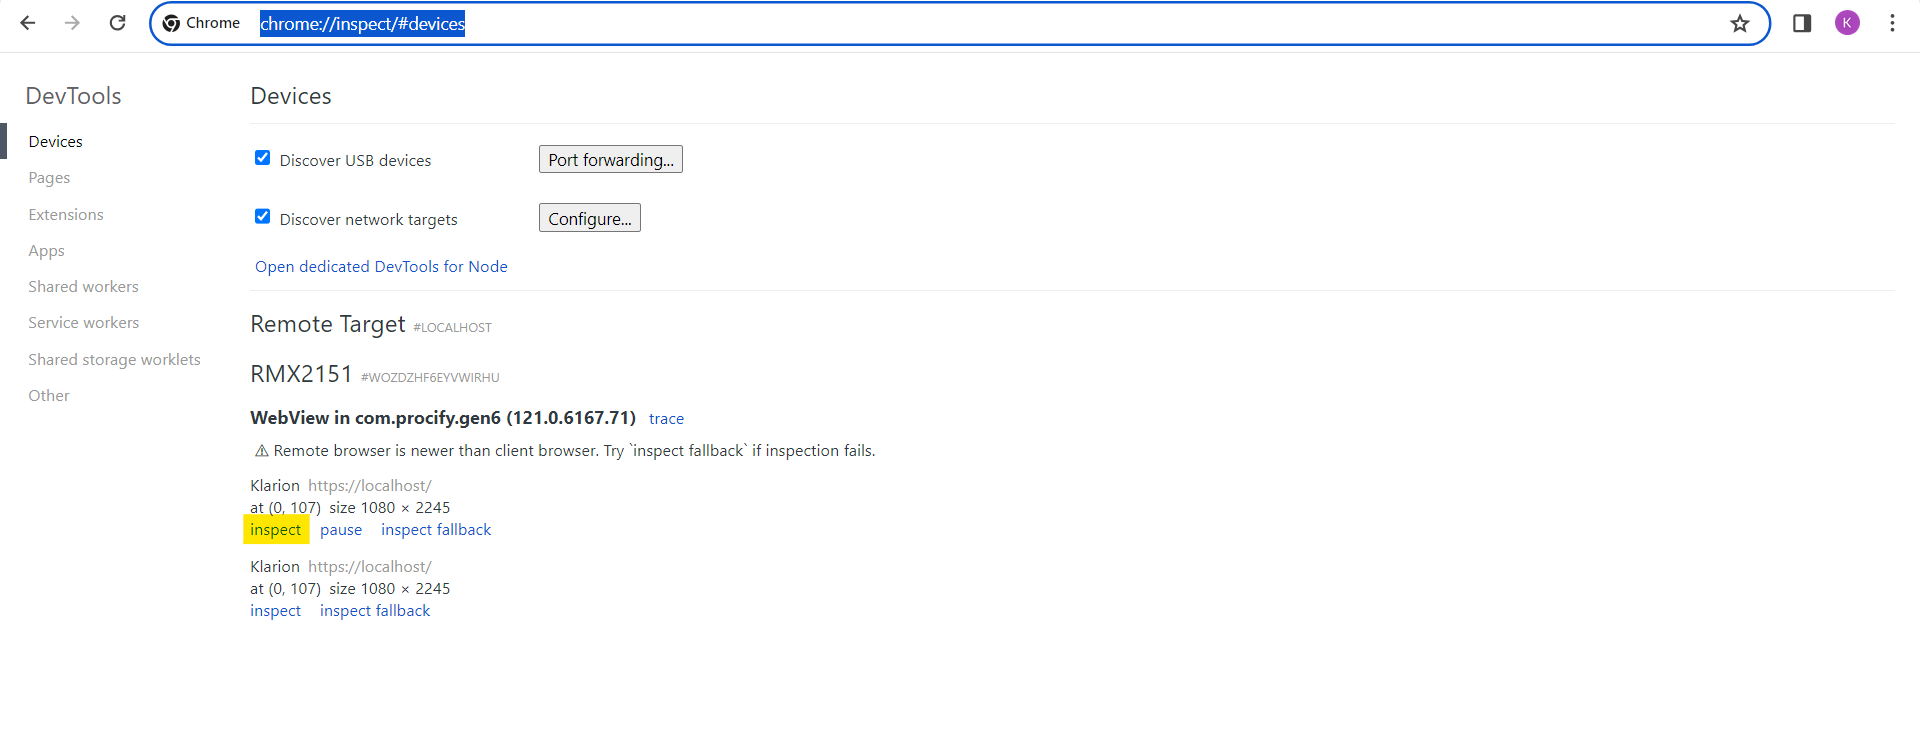 Chrome chrome://inspect/#devices K
DevTools
Devices
Pages
Extensions
Apps
Shared workers
Service workers
Shared storage worklets
Other
Devices
Discover USB devices Port forwarding...
Discover network targets Configure...
Open dedicated DevTools for Node
Remote Target #LOCALHOST
RMX2151 #WOZDZHF6EYVWIRHU
WebView in com.procify.gen6 (121.0.6167.71) trace
⚠ Remote browser is newer than client browser. Try `inspect fallback` if inspection fails.
Klarion https://localhost/
at (0, 107) size 1080 × 2245
inspect pause inspect fallback
Klarion https://localhost/
at (0, 107) size 1080 × 2245
inspect inspect fallback